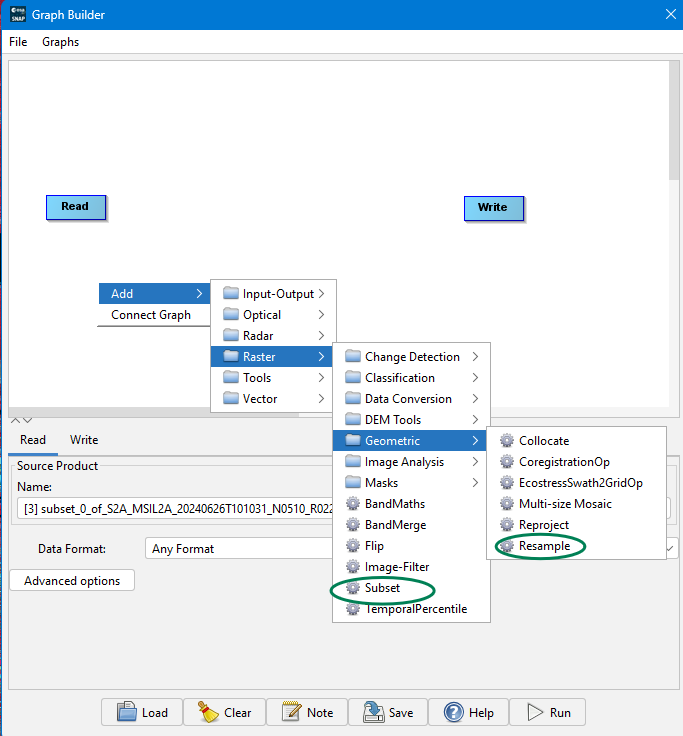 esa
SNAP
Graph Builder
File Graphs
Read
Write
Add
Connect Graph
Input-Output
Optical
Radar
Raster
Tools
Vector
Change Detection
Classification
Data Conversion
DEM Tools
Geometric
Image Analysis
Masks
BandMaths
BandMerge
Flip
Image-Filter
Subset
TemporalPercentile
Collocate
CoregistrationOp
EcostressSwath2GridOp
Multi-size Mosaic
Reproject
Resample
Read Write
Source Product
Name:
[3] subset_0_of_S2A_MSIL2A_20240626T101031_N0510_R022
Data Format: Any Format
Advanced options
Load Clear Note Save Help Run